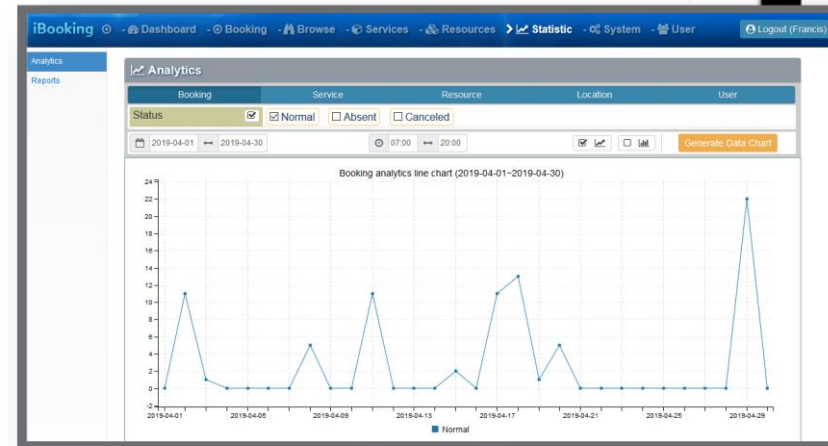 iBooking - Dashboard - Booking - Browse - Services - Resources Statistic - System - User Logout (Francis)
Analytics
Reports
Analytics
Booking Service Resource Location User
Status Normal Absent Canceled
2019-04-01 2019-04-30 07:00 20:00 Generate Data Chart
Booking analytics line chart (2019-04-01~2019-04-30)
24
22
20
18
16
14
12
10
8
6
4
2
0
-2
2019-04-01 2019-04-05 2019-04-09 2019-04-13 2019-04-17 2019-04-21 2019-04-25 2019-04-29
Normal